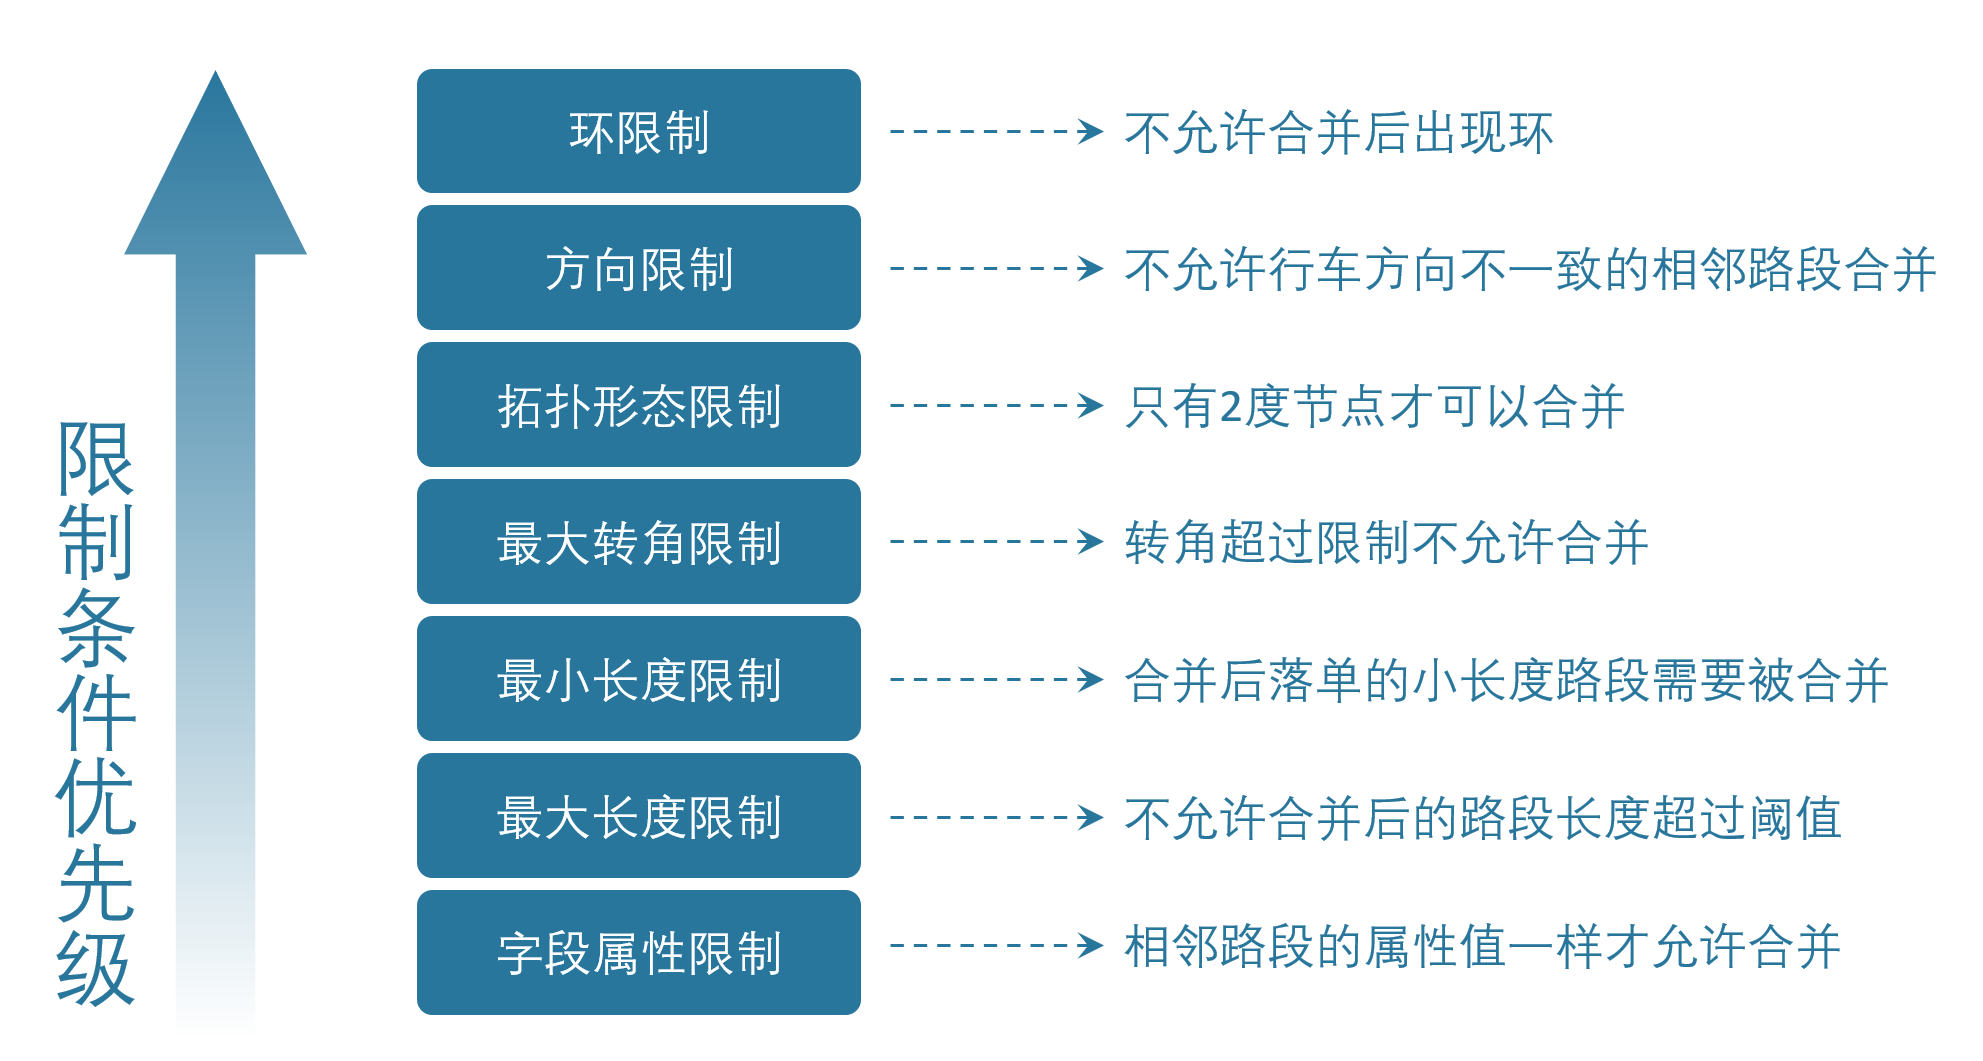 限制条件优先级
环限制
不允许合并后出现环
方向限制
不允许行车方向不一致的相邻路段合并
拓扑形态限制
只有2度节点才可以合并
最大转角限制
转角超过限制不允许合并
最小长度限制
合并后落单的小长度路段需要被合并
最大长度限制
不允许合并后的路段长度超过阈值
字段属性限制
相邻路段的属性值一样才允许合并